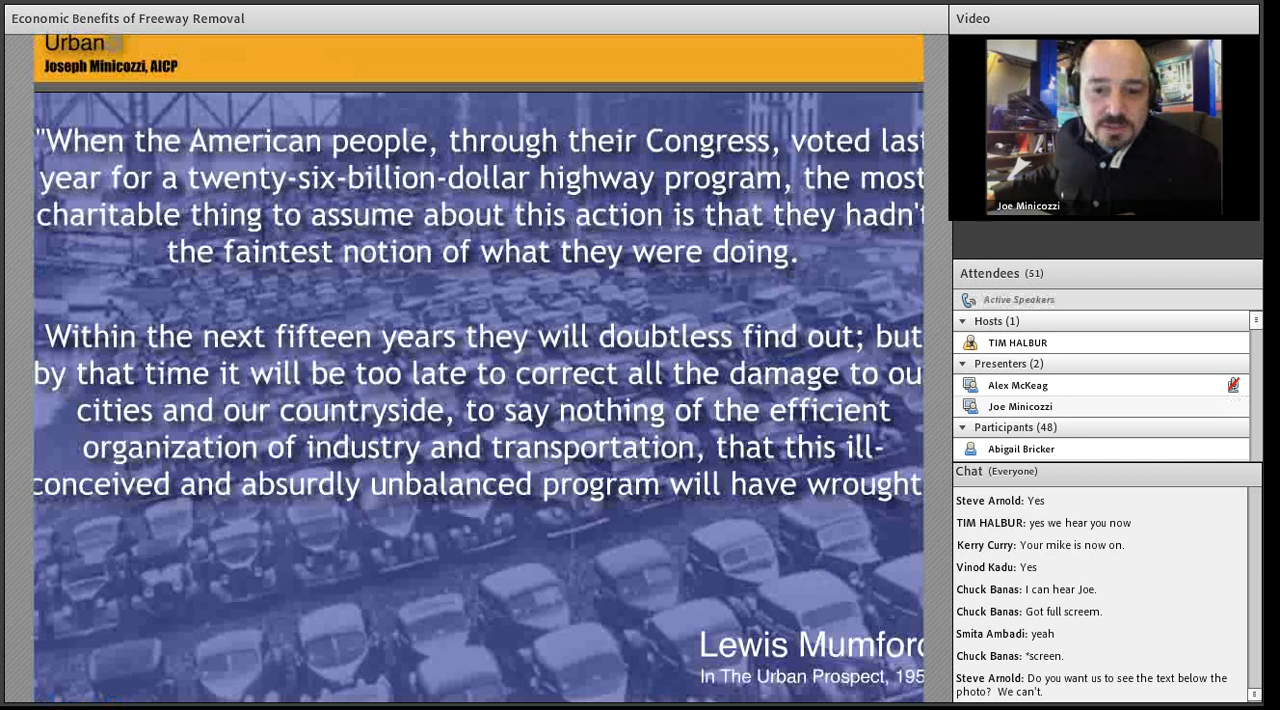 Economic Benefits of Freeway Removal
Urban
Joseph Minicozzi, AICP
"When the American people, through their Congress, voted last
year for a twenty-six-billion-dollar highway program, the most
charitable thing to assume about this action is that they hadn't
the faintest notion of what they were doing.
Within the next fifteen years they will doubtless find out; but
by that time it will be too late to correct all the damage to ou
cities and our countryside, to say nothing of the efficient
organization of industry and transportation, that this ill-
conceived and absurdly unbalanced program will have wrought.
Lewis Mumford
In The Urban Prospect, 195
Video
Joe Minicozzi
Attendees (51)
Active Speakers
Hosts (1)
TIM HALBUR
Presenters (2)
Alex McKeag
Joe Minicozzi
Participants (48)
Abigail Bricker
Chat (Everyone)
Steve Arnold: Yes
TIM HALBUR: yes we hear you now
Kerry Curry: Your mike is now on.
Vinod Kadu: Yes
Chuck Banas: I can hear Joe.
Chuck Banas: Got full screem.
Smita Ambadi: yeah
Chuck Banas: *screen.
Steve Arnold: Do you want us to see the text below the
photo? We can't.